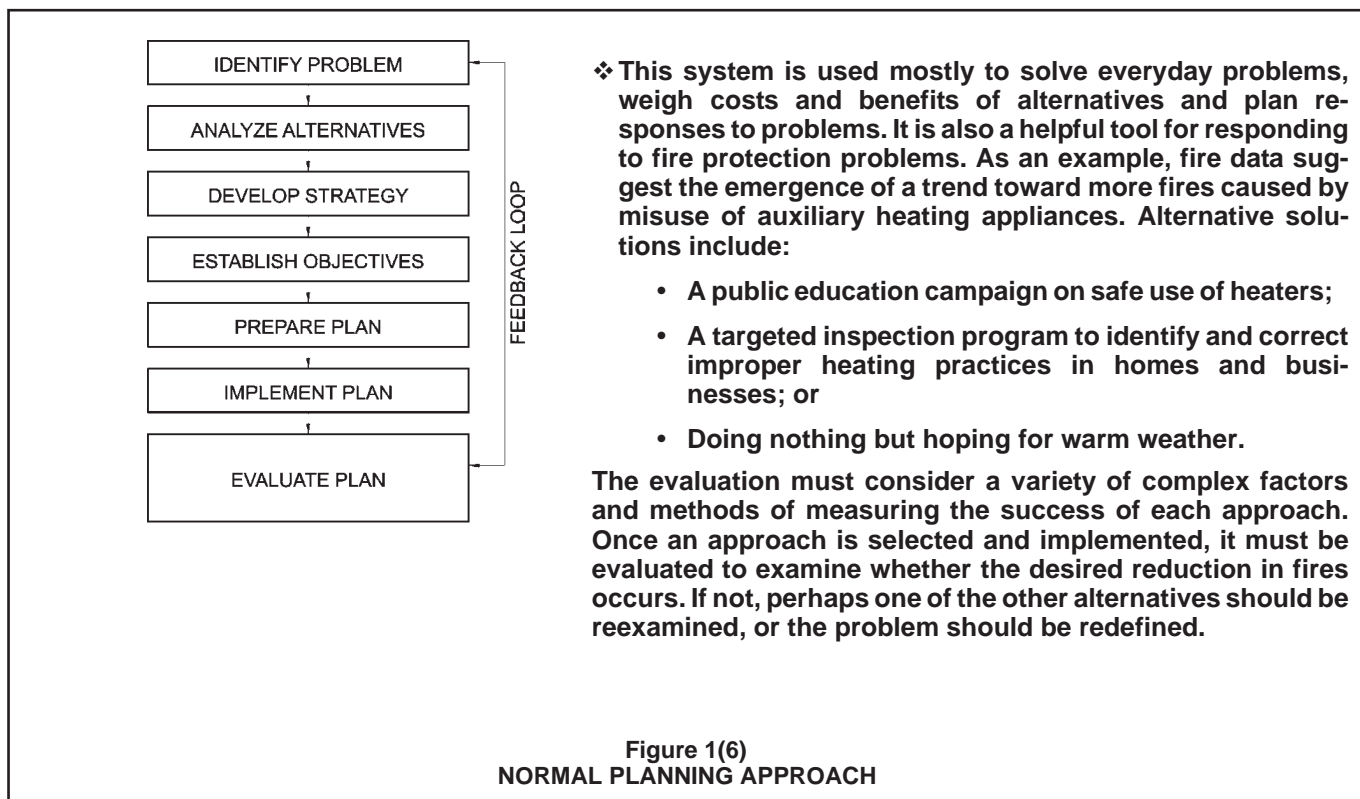 IDENTIFY PROBLEM
ANALYZE ALTERNATIVES
DEVELOP STRATEGY
ESTABLISH OBJECTIVES
PREPARE PLAN
IMPLEMENT PLAN
EVALUATE PLAN
FEEDBACK LOOP
❖ This system is used mostly to solve everyday problems,
weigh costs and benefits of alternatives and plan re-
sponses to problems. It is also a helpful tool for responding
to fire protection problems. As an example, fire data sug-
gest the emergence of a trend toward more fires caused by
misuse of auxiliary heating appliances. Alternative solu-
tions include:
• A public education campaign on safe use of heaters;
• A targeted inspection program to identify and correct
improper heating practices in homes and busi-
nesses; or
• Doing nothing but hoping for warm weather.
The evaluation must consider a variety of complex factors
and methods of measuring the success of each approach.
Once an approach is selected and implemented, it must be
evaluated to examine whether the desired reduction in fires
occurs. If not, perhaps one of the other alternatives should be
reexamined, or the problem should be redefined.
Figure 1(6)
NORMAL PLANNING APPROACH